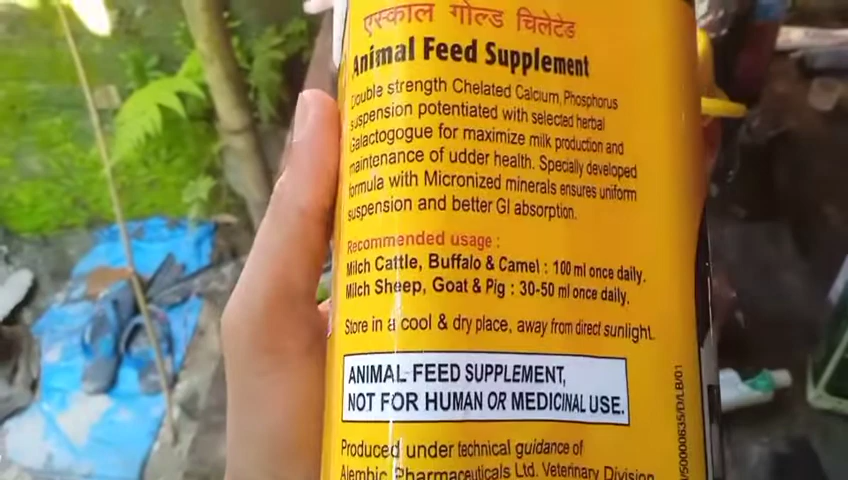 एस्काल गोल्ड चिलेटेड
Animal Feed Supplement
Double strength Chelated Calcium, Phosphorus
suspension potentiated with selected herbal
Galactogogue for maximize milk production and
maintenance of udder health. Specially developed
formula with Micronized minerals ensures uniform
suspension and better GI absorption.
Recommended usage :
Milch Cattle, Buffalo & Camel : 100 ml once daily.
Milch Sheep, Goat & Pig : 30-50 ml once daily.
Store in a cool & dry place, away from direct sunlight.
ANIMAL FEED SUPPLEMENT,
NOT FOR HUMAN OR MEDICINAL USE.
Produced under technical guidance of
Alembic Pharmaceuticals Ltd. Veterinary Division
/50000385/D/LB/01